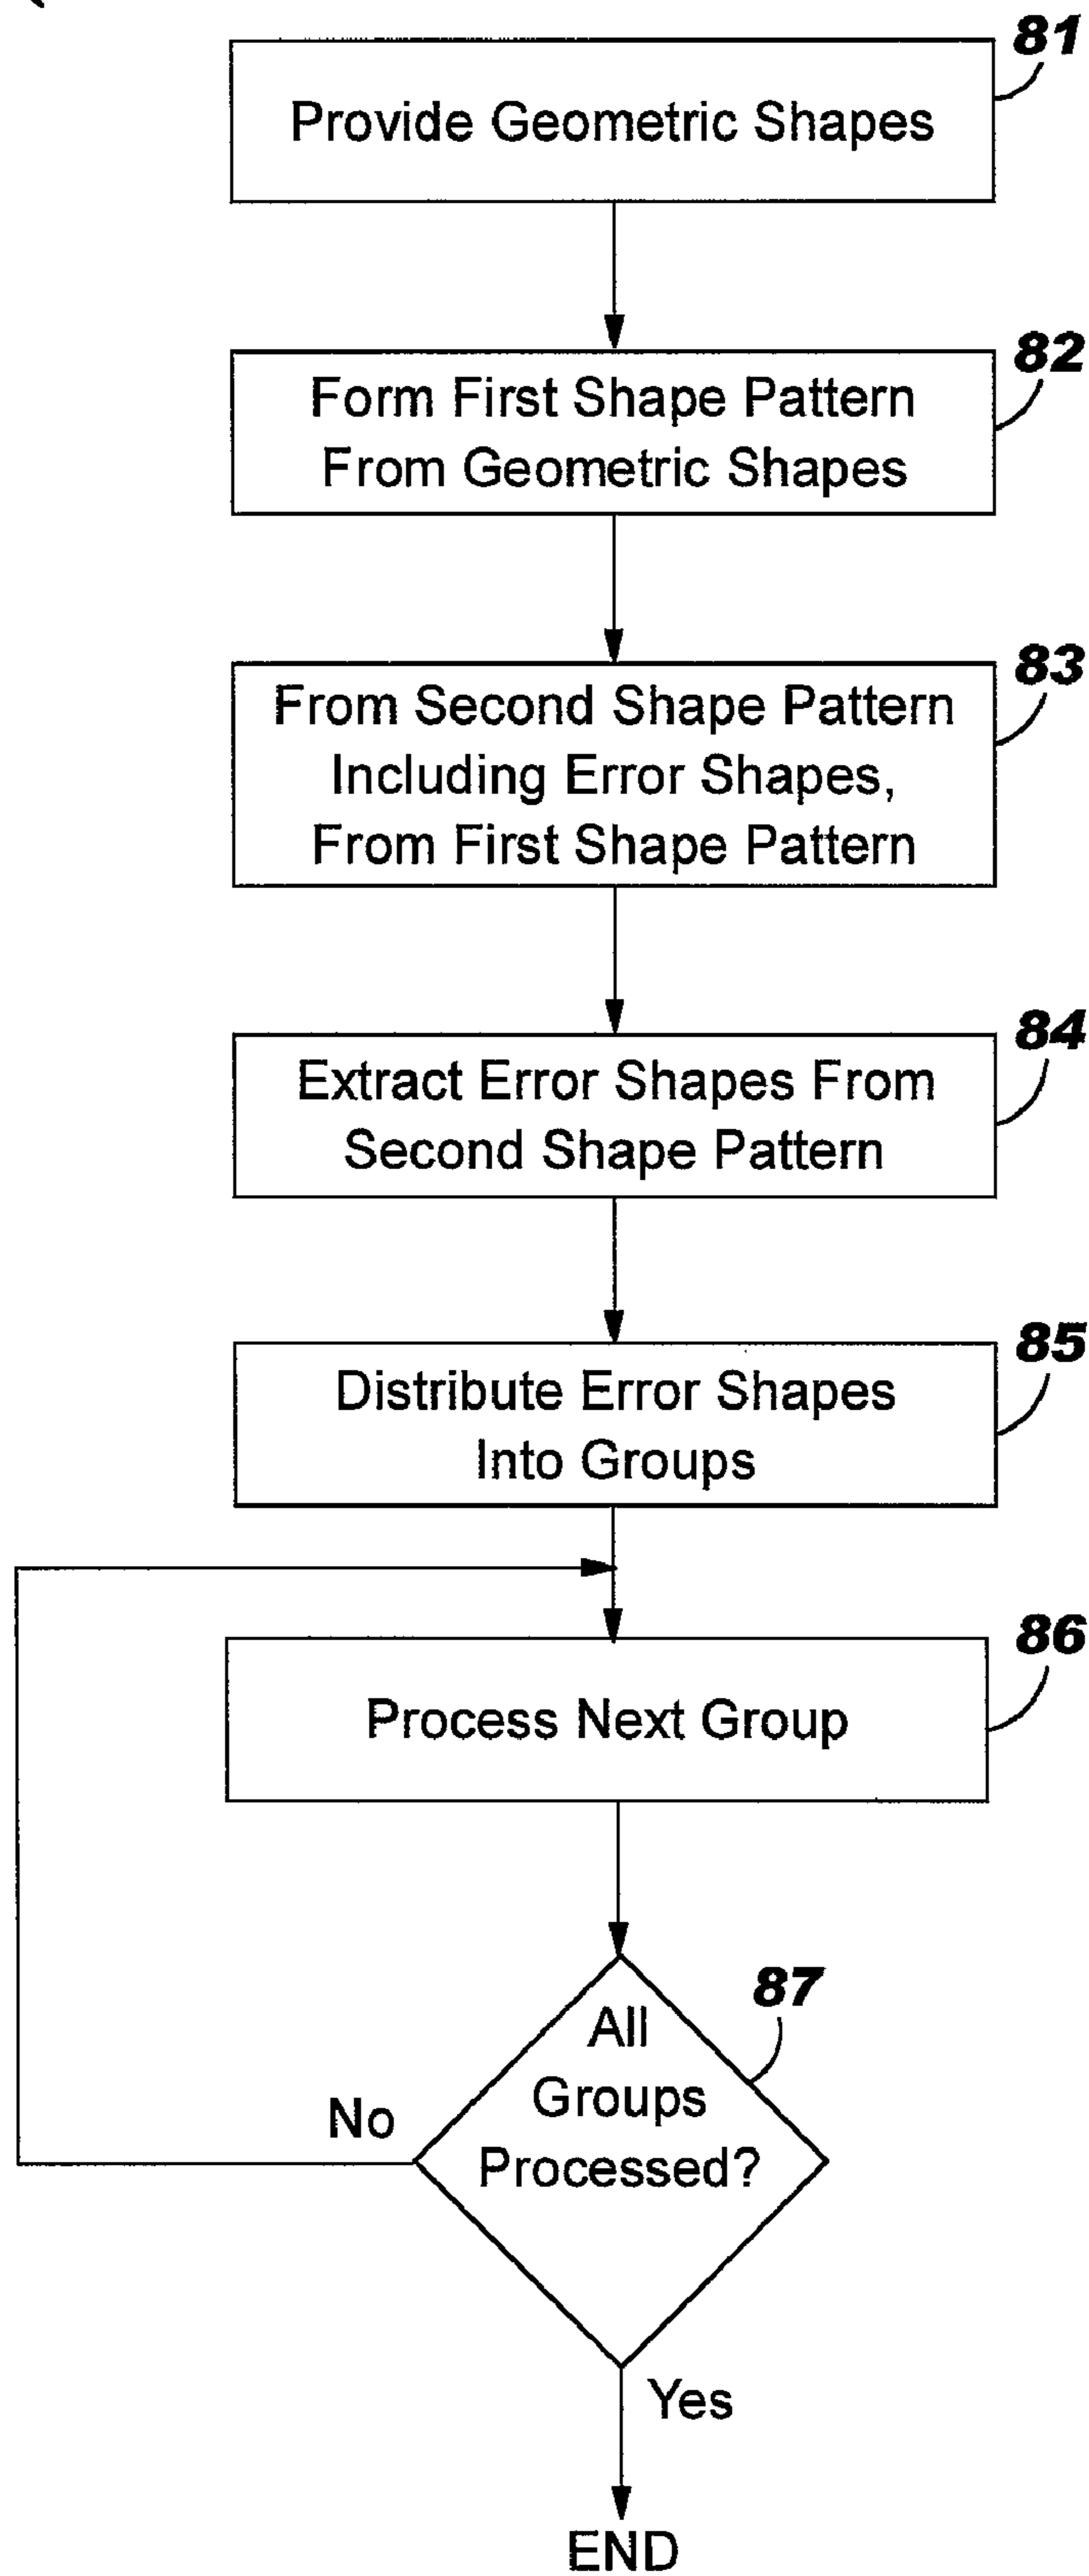 81
Provide Geometric Shapes
82
Form First Shape Pattern
From Geometric Shapes
83
From Second Shape Pattern
Including Error Shapes,
From First Shape Pattern
84
Extract Error Shapes From
Second Shape Pattern
85
Distribute Error Shapes
Into Groups
86
Process Next Group
87
All
Groups
Processed?
No
Yes
END